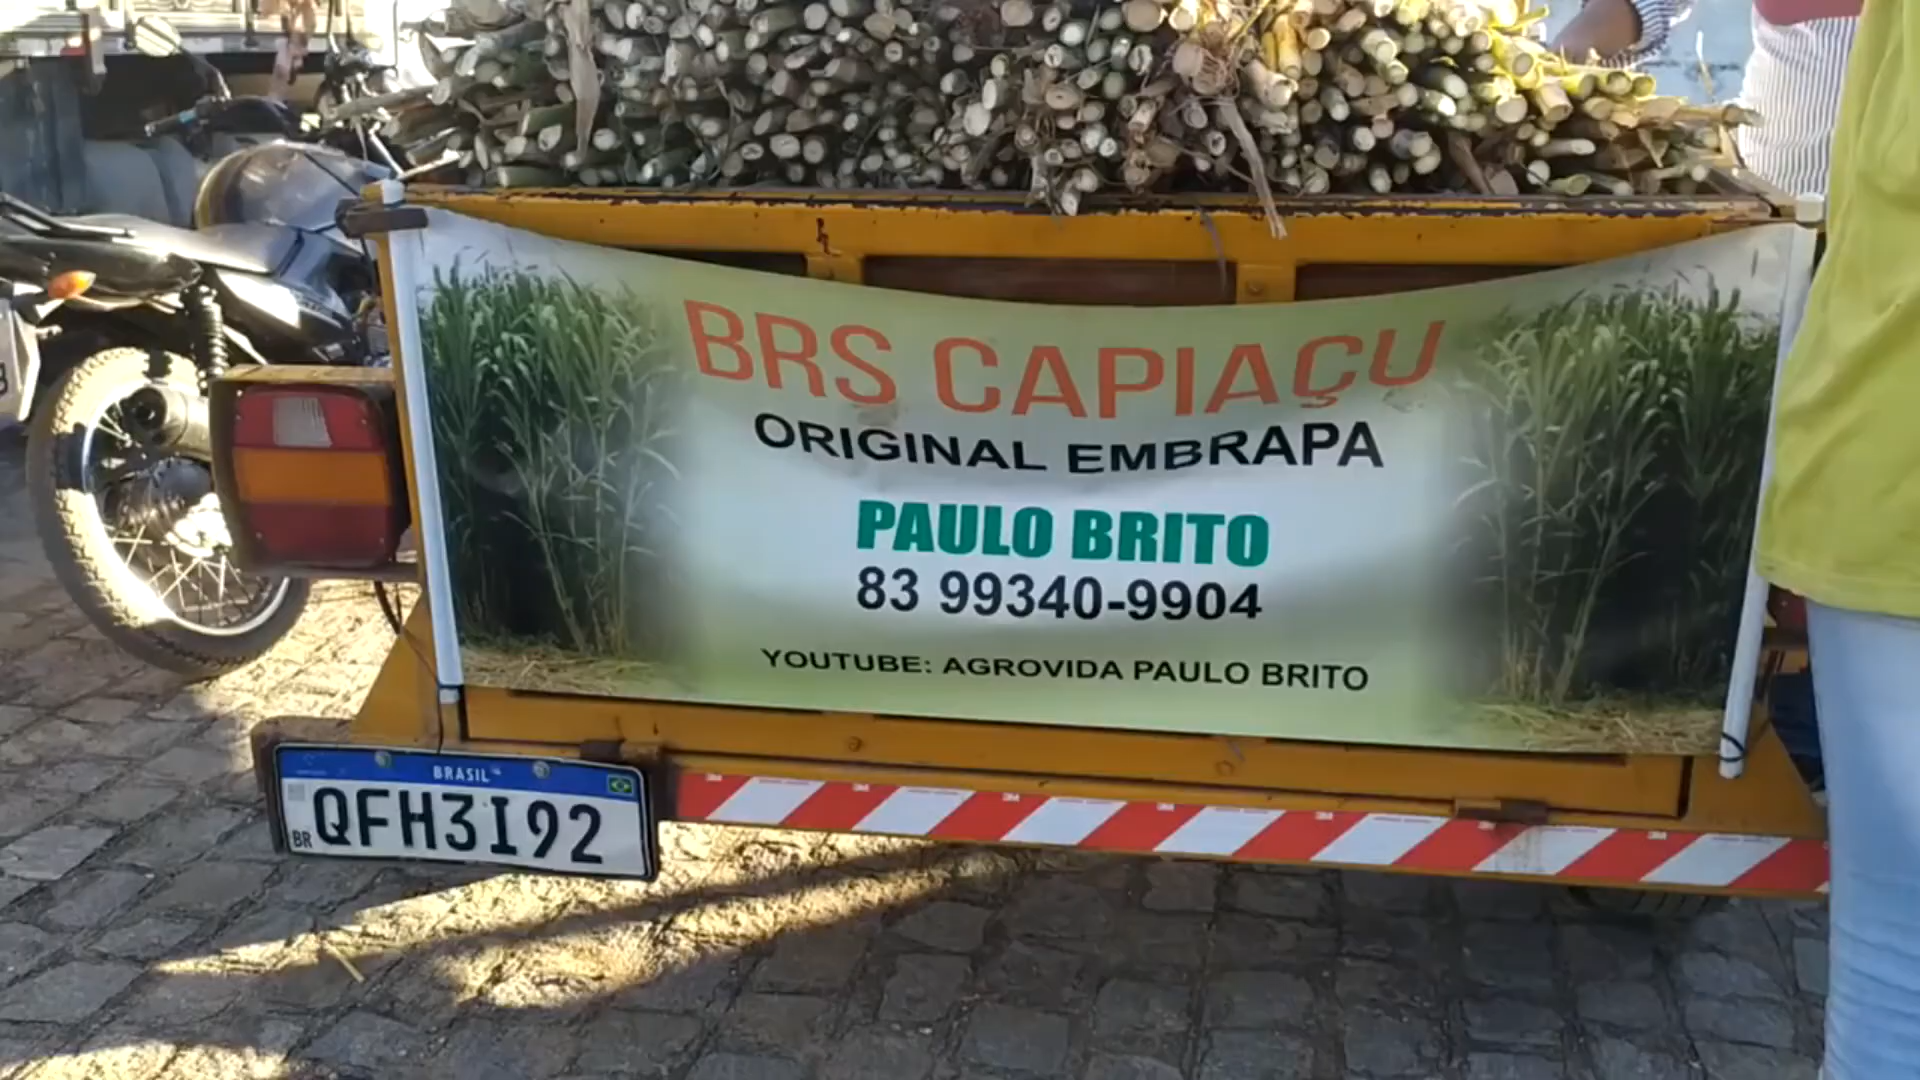 BRS CAPIAÇU
ORIGINAL EMBRAPA
PAULO BRITO
83 99340-9904
YOUTUBE: AGROVIDA PAULO BRITO
BRASIL
BR QFH3I92